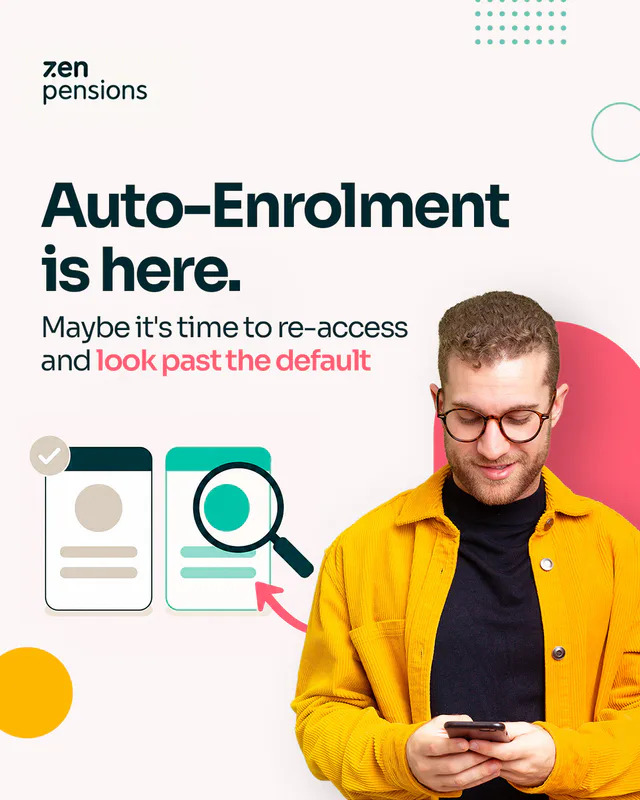 zen
pensions
Auto-Enrolment
is here.
Maybe it's time to re-access
and look past the default